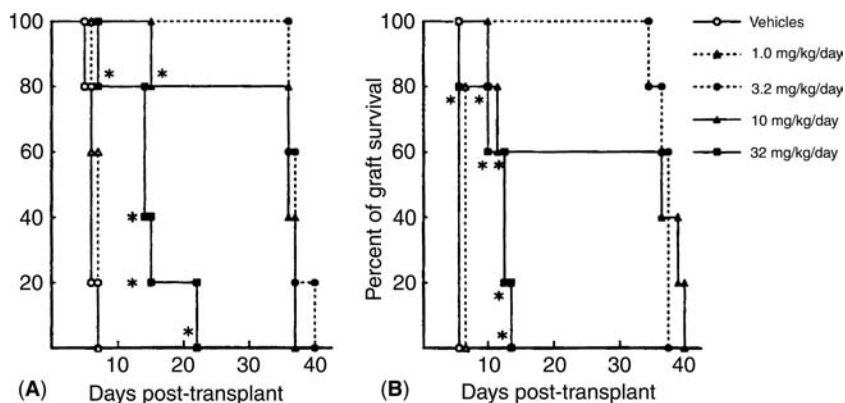 100
80
60
40
20
10
20
30
40
(A)
Days post-transplant
Percent of graft survival
100
80
60
40
20
10
20
30
40
(B)
Days post-transplant
Vehicles
1.0 mg/kg/day
3.2 mg/kg/day
10 mg/kg/day
32 mg/kg/day